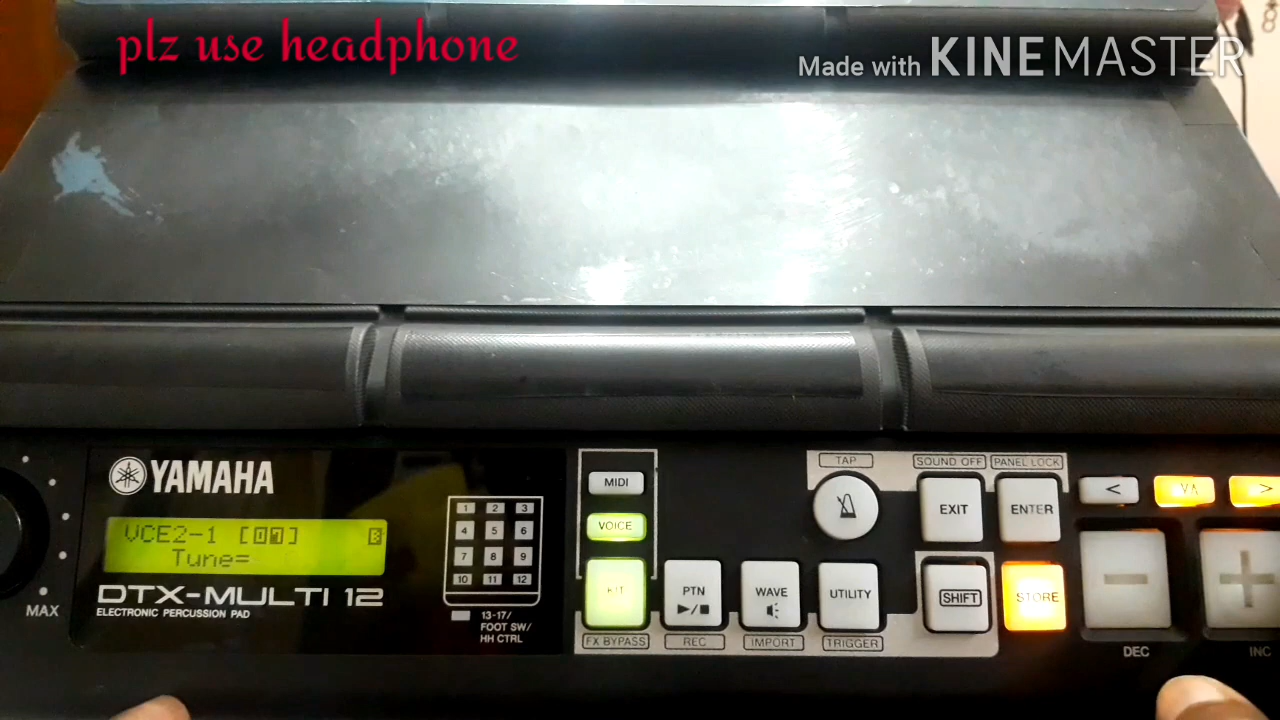 plz use headphone
Made with KINEMASTER
YAMAHA
VCE2-1
Tune=
DTX-MULTI 12
ELECTRONIC PERCUSSION PAD
MAX
1 2 3
4 5 6
7 8 9
10 11 12
13-17/
FOOT SW/
HH CTRL
MIDI
VOICE
KIT
FX BYPASS
PTN
REC
WAVE
IMPORT
UTILITY
TRIGGER
TAP
SOUND OFF
PANEL LOCK
EXIT
ENTER
SHIFT
STORE
< >
DEC
INC